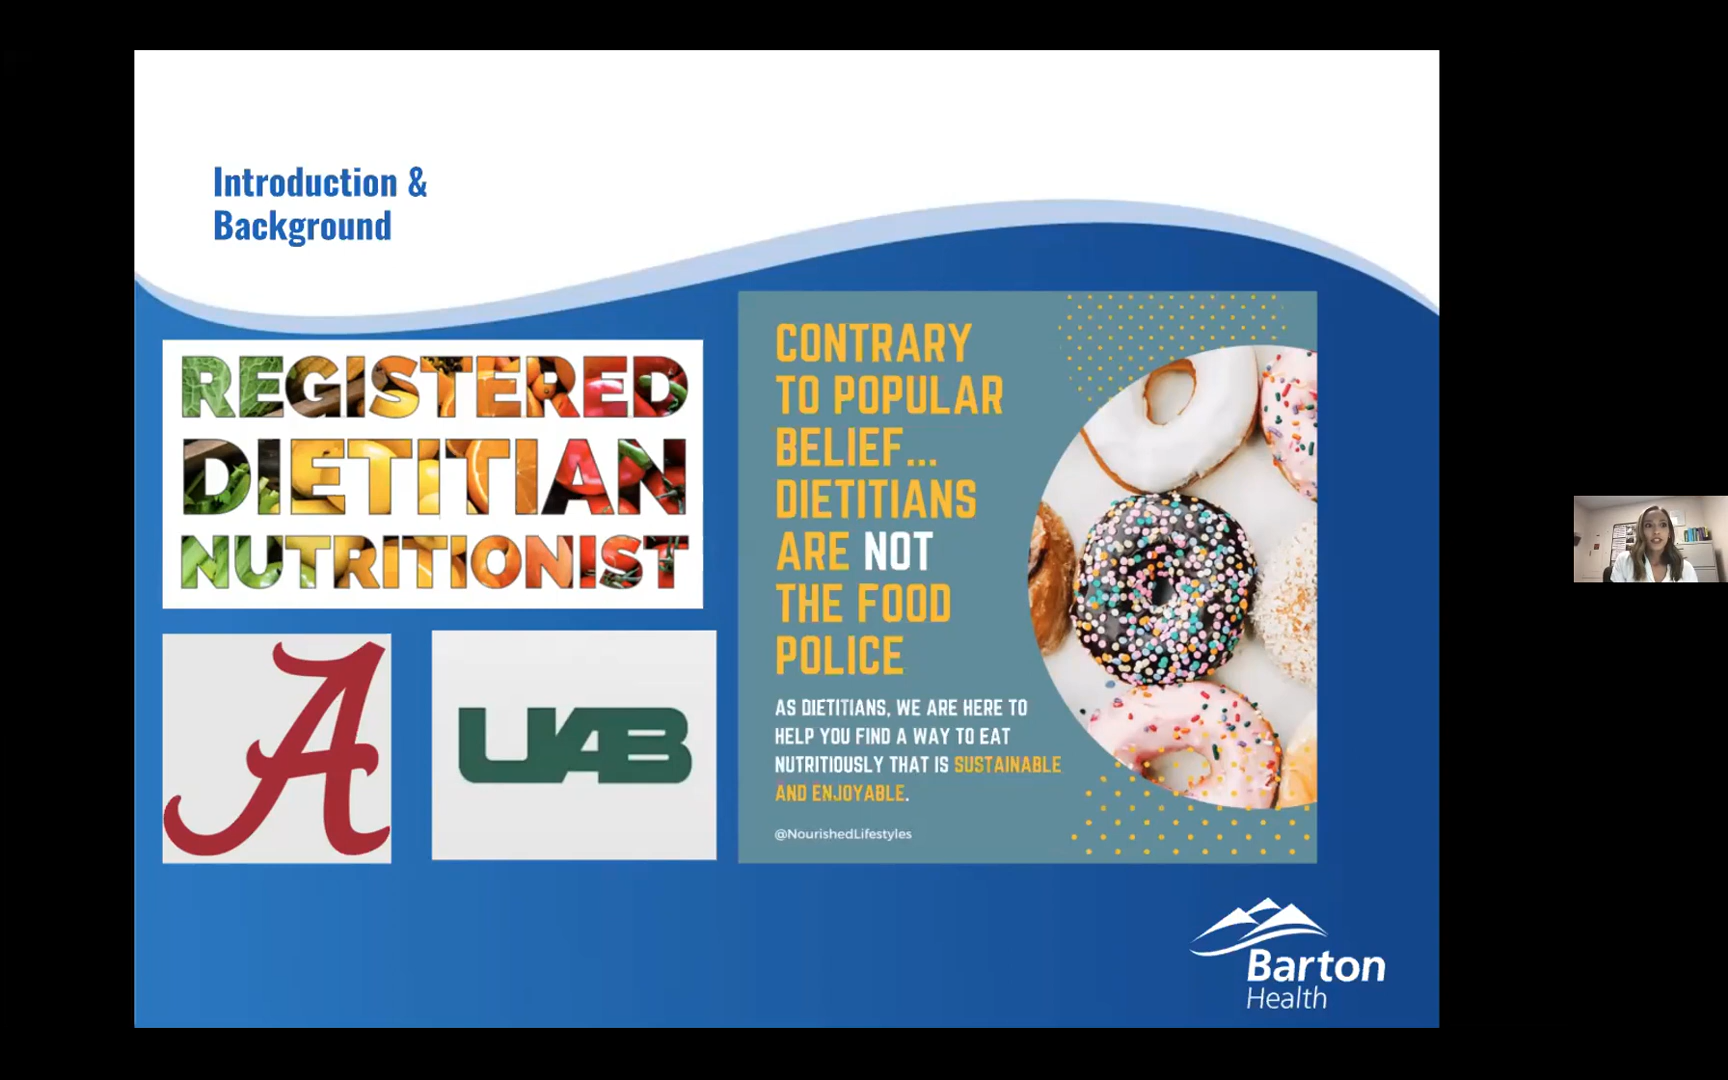 Introduction &
Background
REGISTERED
DIETITIAN
NUTRITIONIST
A
UAB
CONTRARY
TO POPULAR
BELIEF...
DIETITIANS
ARE NOT
THE FOOD
POLICE
AS DIETITIANS, WE ARE HERE TO
HELP YOU FIND A WAY TO EAT
NUTRITIOUSLY THAT IS SUSTAINABLE
AND ENJOYABLE.
@NourishedLifestyles
Barton
Health